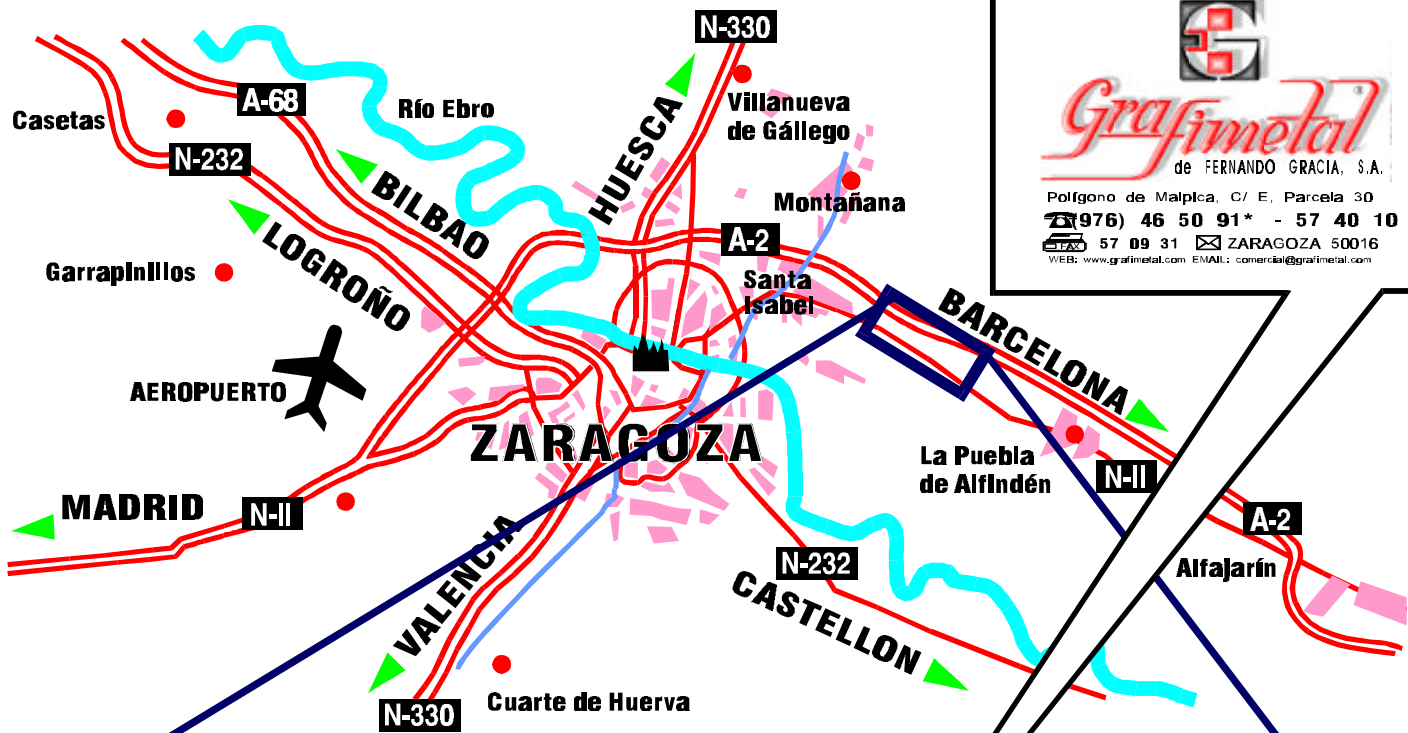 N-330
Grafimetal
de FERNANDO GRACIA, S.A.
Polígono de Malpica, C/ E, Parcela 30
(976) 46 50 91* - 57 40 10
FAX 57 09 31 ZARAGOZA 50016
WEB: www.grafimetal.com EMAIL: comercial@grafimetal.com
A-68
Casetas
Río Ebro
Villanueva
de Gállego
N-232
HUESCA
BILBAO
Montañana
LOGROÑO
A-2
Garrapinillos
Santa
Isabel
BARCELONA
AEROPUERTO
ZARAGOZA
La Puebla
de Alfindén
N-II
MADRID
N-II
A-2
VALENCIA
N-232
Alfajarín
CASTELLON
Cuarte de Huerva
N-330